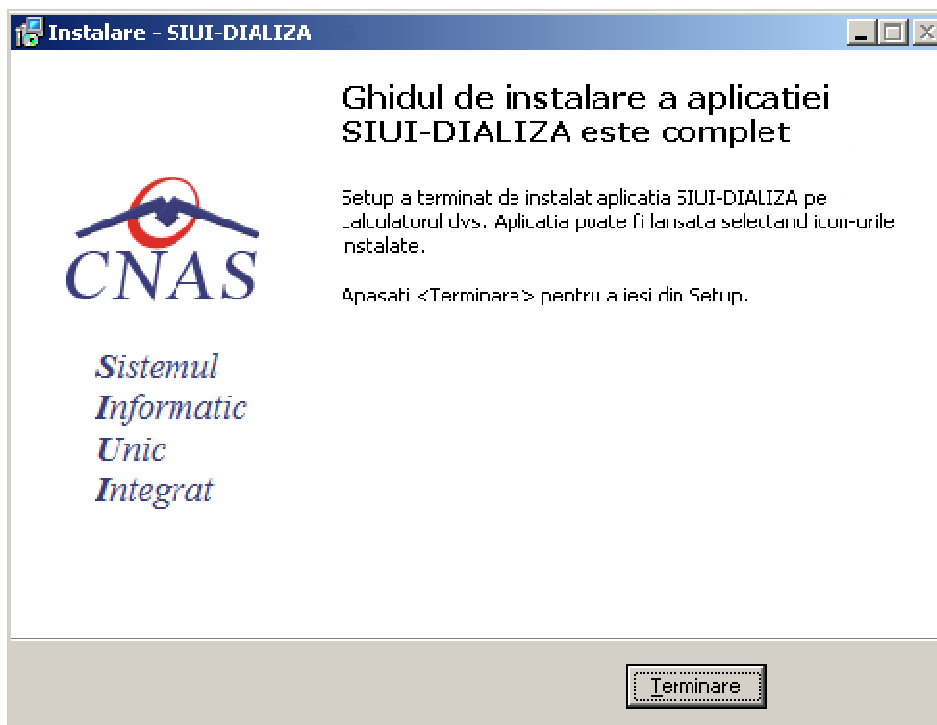 Instalare - SIUI-DIALIZA
Ghidul de instalare a aplicatiei
SIUI-DIALIZA este complet
Setup a terminat de instalat aplicatia SIUI-DIALIZA pe
calculatorul dvs. Aplicatia poate fi lansata selectand icon-urile
instalate.
Apasati <Terminare> pentru a iesi din Setup.
CNAS
Sistemul
Informatic
Unic
Integrat
Terminare